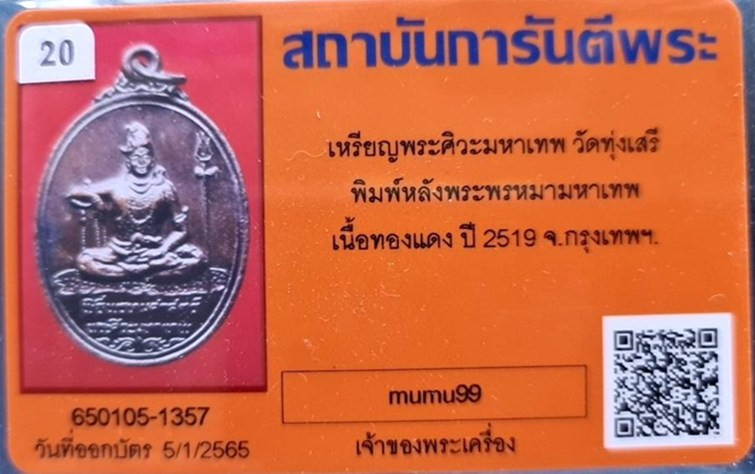 20
สถาบันการันตีพระ
เหรียญพระศิวะมหาเทพ วัดทุ่งเสรี
พิมพ์หลังพระพรหมามหาเทพ
เนื้อทองแดง ปี 2519 จ.กรุงเทพฯ.
mumu99
เจ้าของพระเครื่อง
650105-1357
วันที่ออกบัตร 5/1/2565